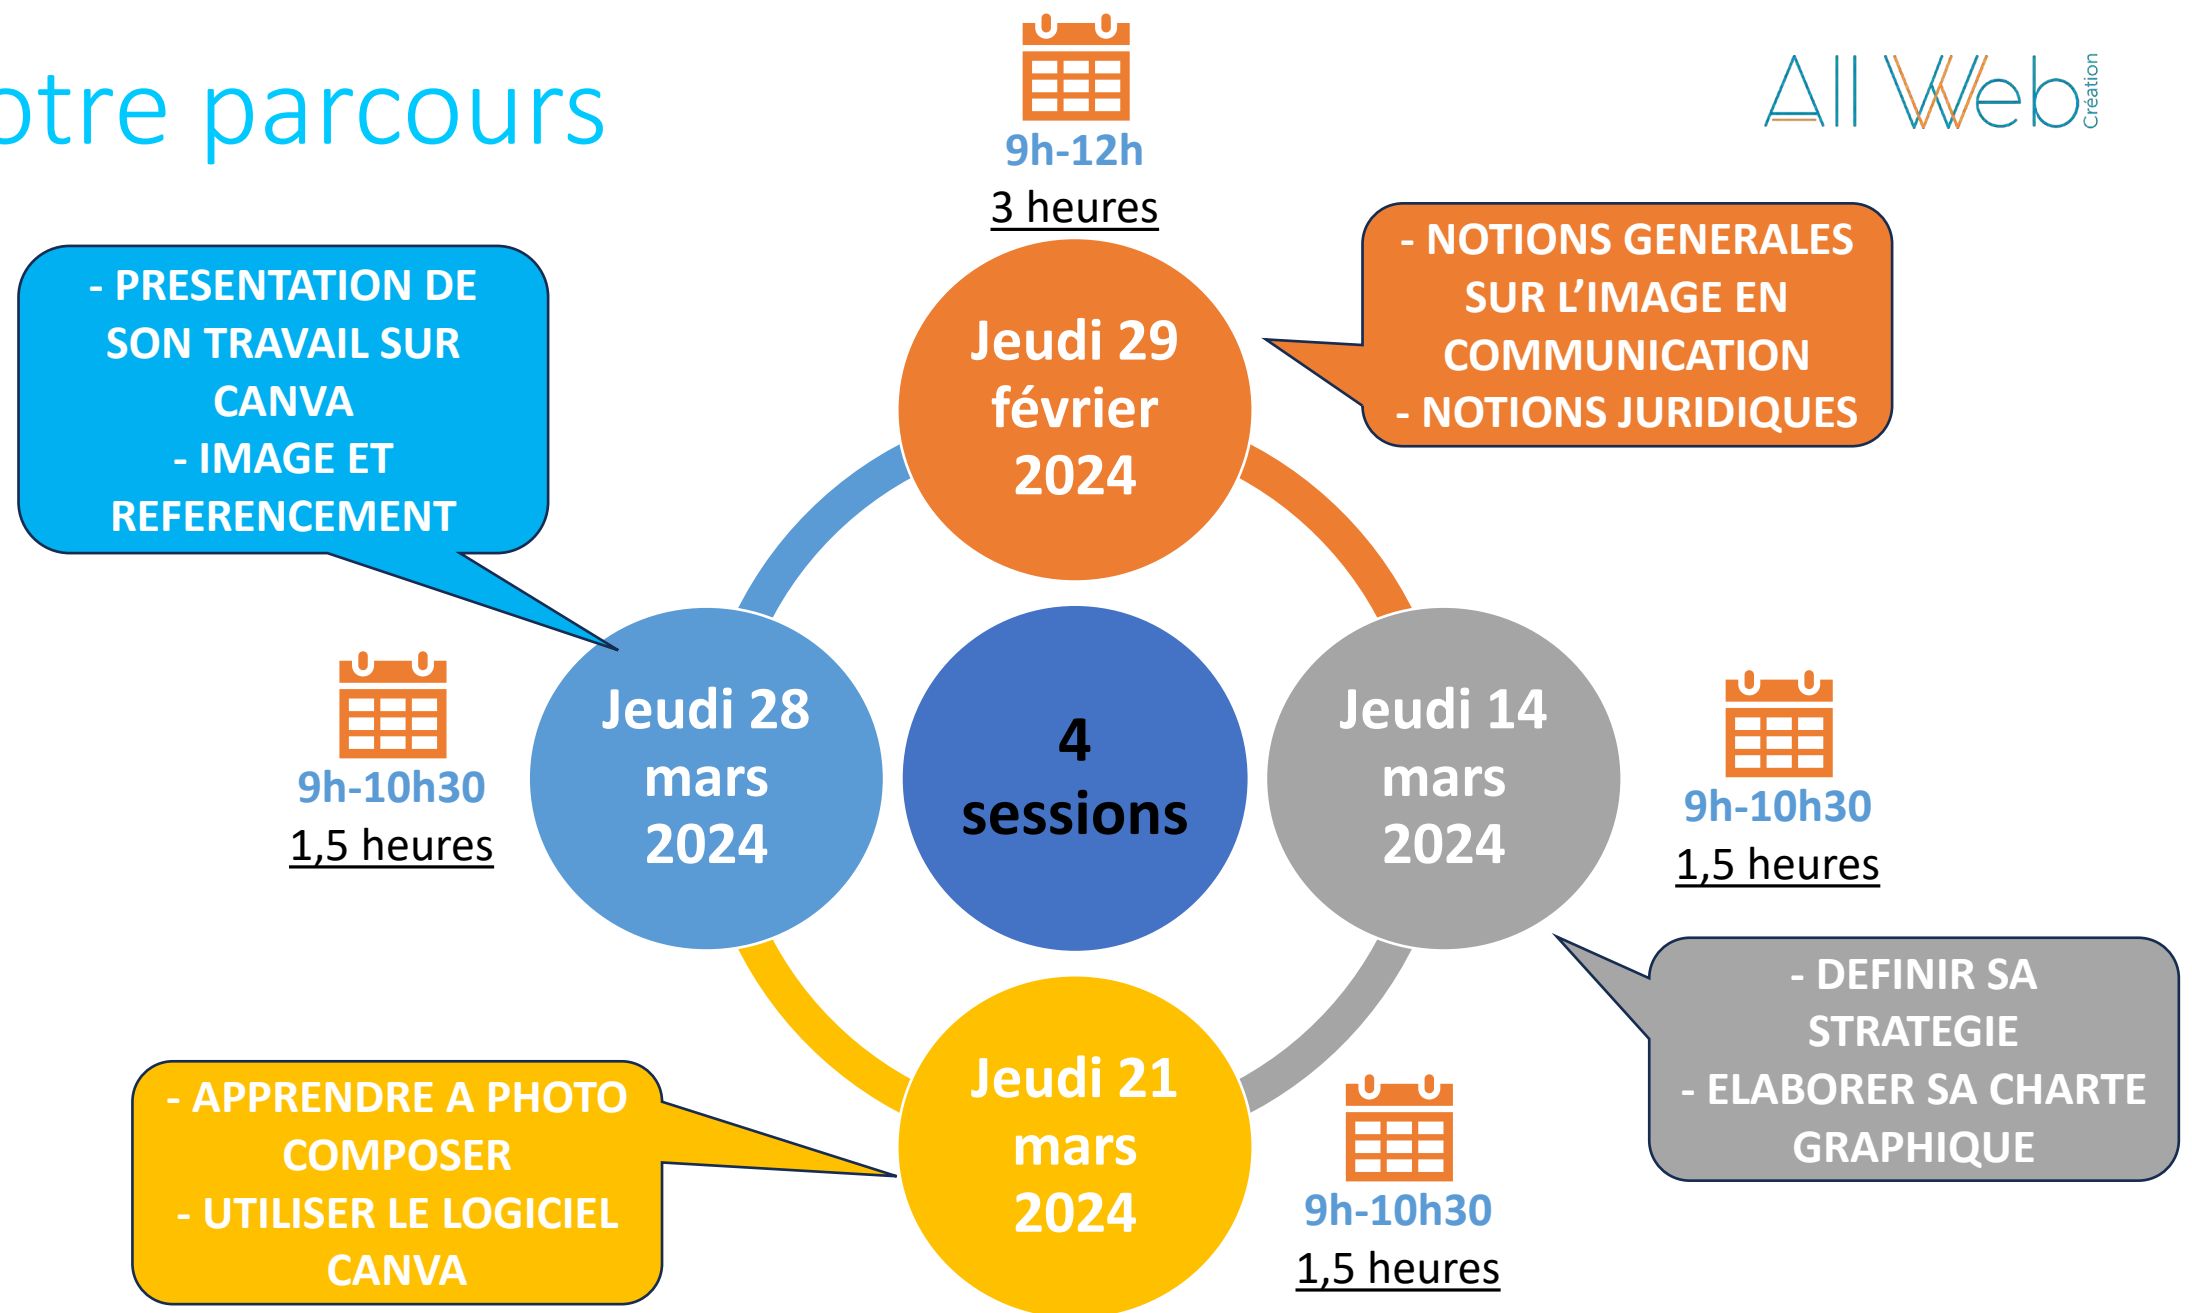 otre parcours
All Web
Création
9h-12h
3 heures
Jeudi 29
février
2024
- NOTIONS GENERALES
SUR L’IMAGE EN
COMMUNICATION
- NOTIONS JURIDIQUES
- PRESENTATION DE
SON TRAVAIL SUR
CANVA
- IMAGE ET
REFERENCEMENT
9h-10h30
1,5 heures
Jeudi 28
mars
2024
4
sessions
Jeudi 14
mars
2024
9h-10h30
1,5 heures
- DEFINIR SA
STRATEGIE
- ELABORER SA CHARTE
GRAPHIQUE
- APPRENDRE A PHOTO
COMPOSER
- UTILISER LE LOGICIEL
CANVA
Jeudi 21
mars
2024
9h-10h30
1,5 heures